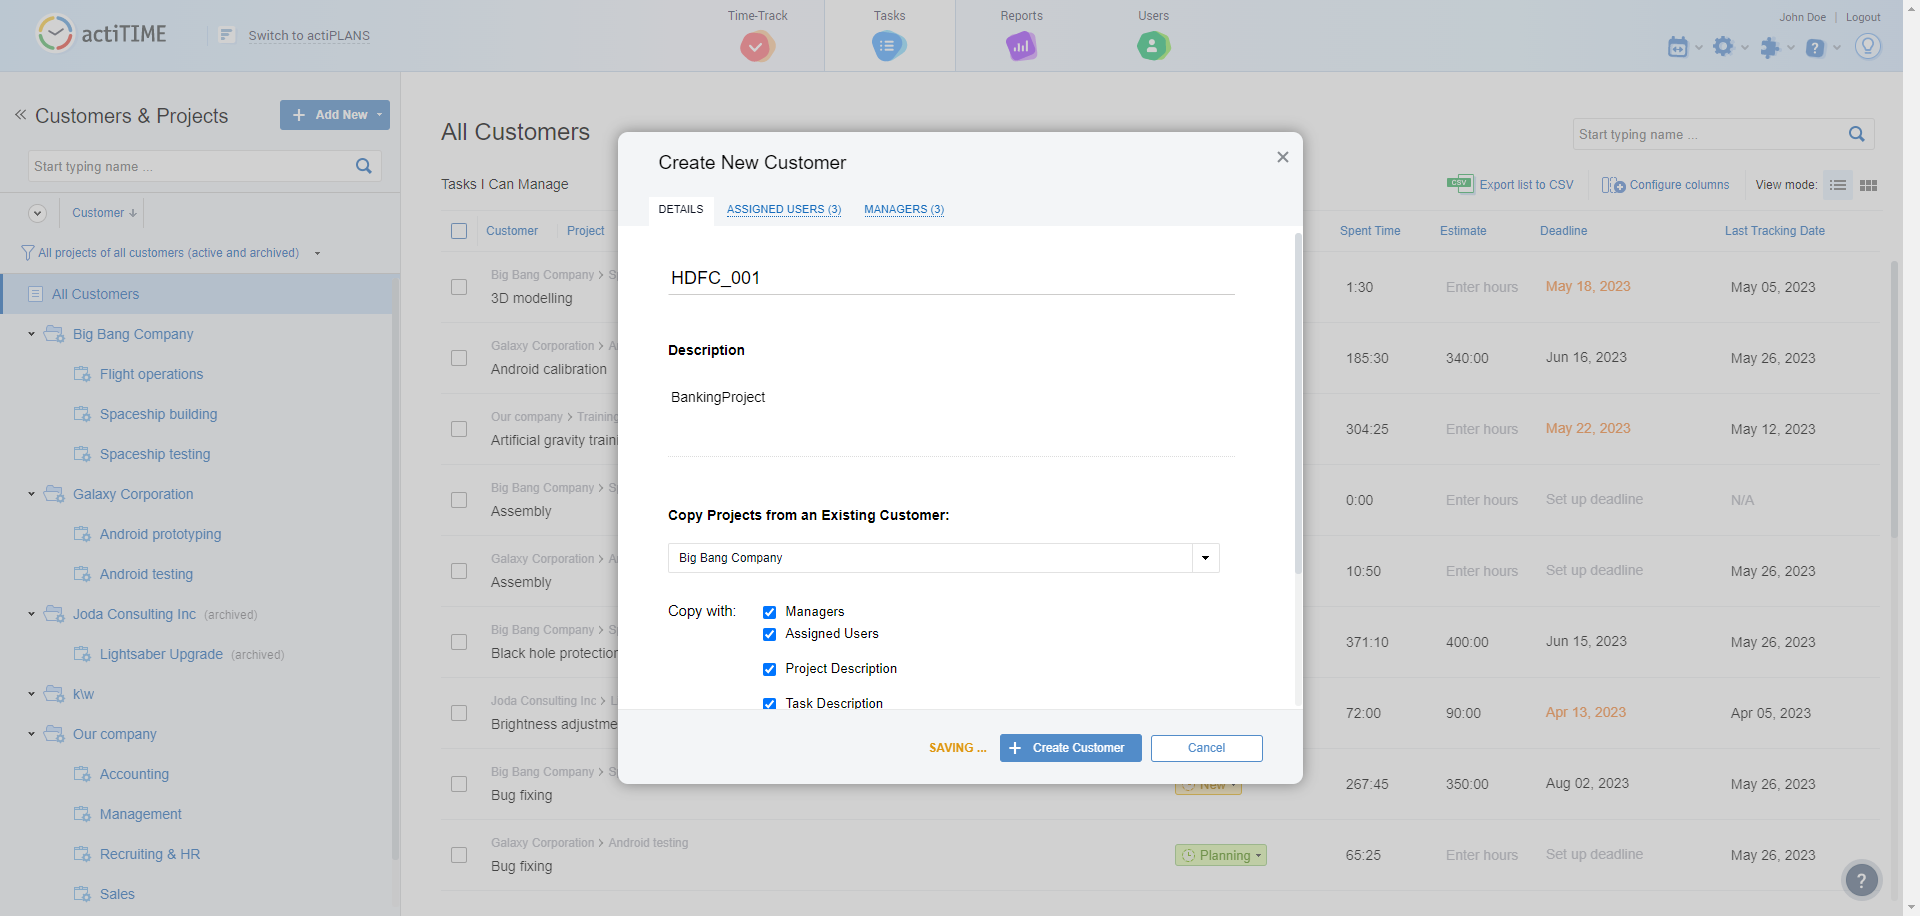 actiTIME
Switch to actiPLANS
Time-Track
Tasks
Reports
Users
John Doe | Logout
Customers & Projects
+ Add New
Start typing name ...
Customer
All projects of all customers (active and archived)
All Customers
Big Bang Company
Flight operations
Spaceship building
Spaceship testing
Galaxy Corporation
Android prototyping
Android testing
Joda Consulting Inc (archived)
Lightsaber Upgrade (archived)
k\w
Our company
Accounting
Management
Recruiting & HR
Sales
All Customers
Start typing name ...
Tasks I Can Manage
CSV Export list to CSV
Configure columns
View mode:
Customer Project Spent Time Estimate Deadline Last Tracking Date
Big Bang Company >
3D modelling
1:30 Enter hours May 18, 2023 May 05, 2023
Galaxy Corporation >
Android calibration
185:30 340:00 Jun 16, 2023 May 26, 2023
Our company > Training
Artificial gravity
304:25 Enter hours May 22, 2023 May 12, 2023
Big Bang Company >
Assembly
0:00 Enter hours Set up deadline N/A
Galaxy Corporation >
Assembly
10:50 Enter hours Set up deadline May 26, 2023
Big Bang Company >
Black hole
371:10 400:00 Jun 15, 2023 May 26, 2023
Joda Consulting Inc >
Brightness
72:00 90:00 Apr 13, 2023 Apr 05, 2023
Big Bang Company >
Bug fixing
New
267:45 350:00 Aug 02, 2023 May 26, 2023
Galaxy Corporation > Android testing
Bug fixing
Planning
65:25 Enter hours Set up deadline May 26, 2023
?
Create New Customer
DETAILS
ASSIGNED USERS (3)
MANAGERS (3)
HDFC_001
Description
BankingProject
Copy Projects from an Existing Customer:
Big Bang Company
Copy with:
Managers
Assigned Users
Project Description
Task Description
SAVING ...
+ Create Customer
Cancel